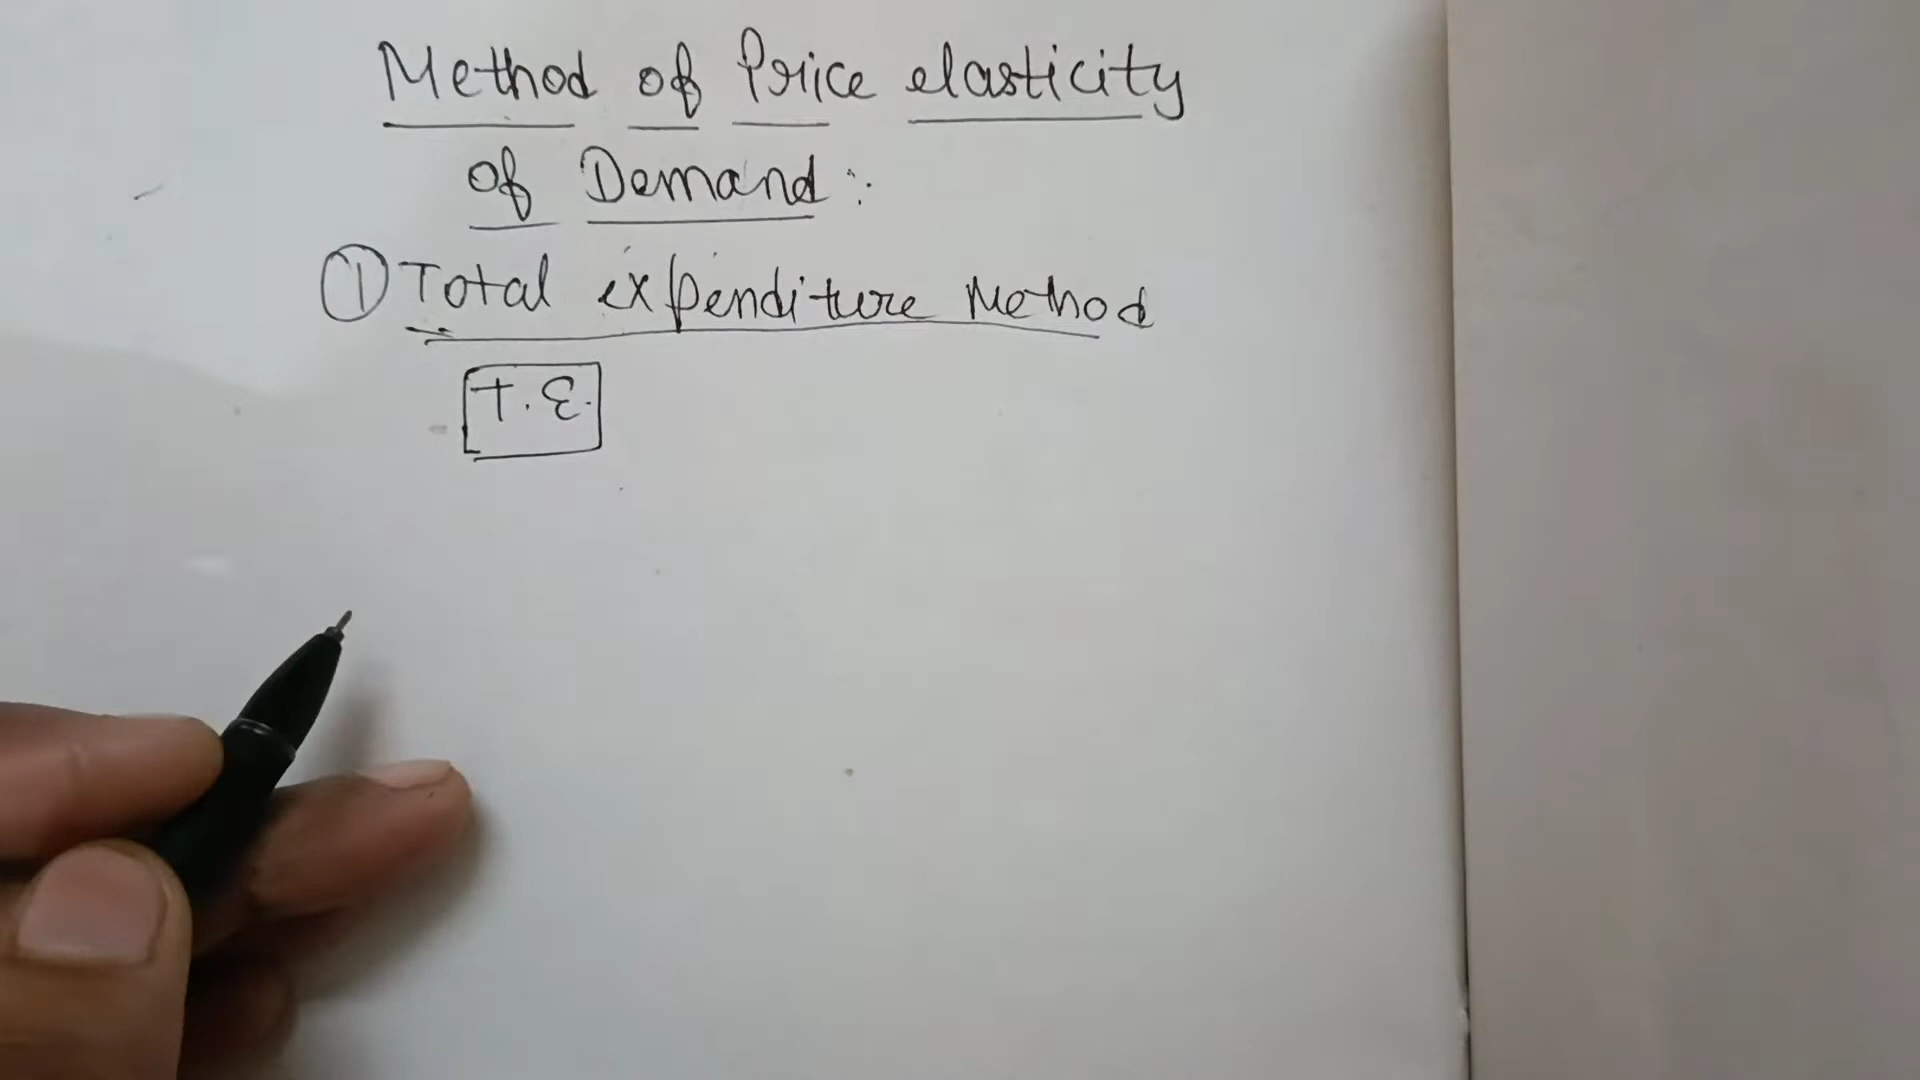 Method of Price elasticity
of Demand :
① Total expenditure Method
T.E.